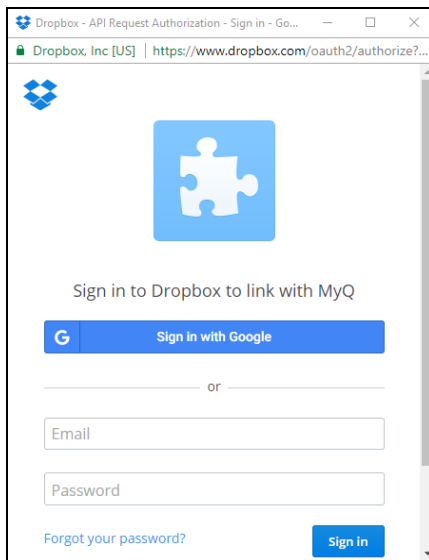 Dropbox - API Request Authorization - Sign in - Go...
Dropbox, Inc [US] | https://www.dropbox.com/oauth2/authorize?...
Sign in to Dropbox to link with MyQ
G Sign in with Google
or
Email
Password
Forgot your password? Sign in